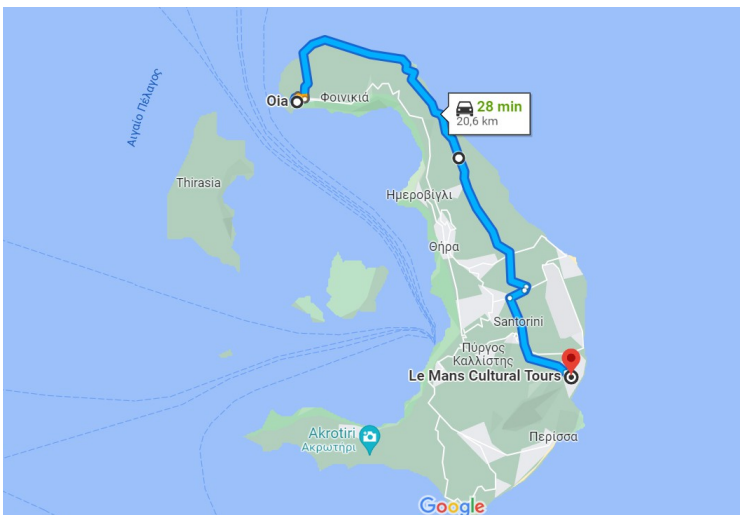 Αιγαίο Πέλαγος
Oia
Φοινικιά
28 min
20,6 km
Thirasia
Ημεροβίγλι
Θήρα
Santorini
Πύργος
Καλλίστης
Le Mans Cultural Tours
Akrotiri
Ακρωτήρι
Περίσσα
Google